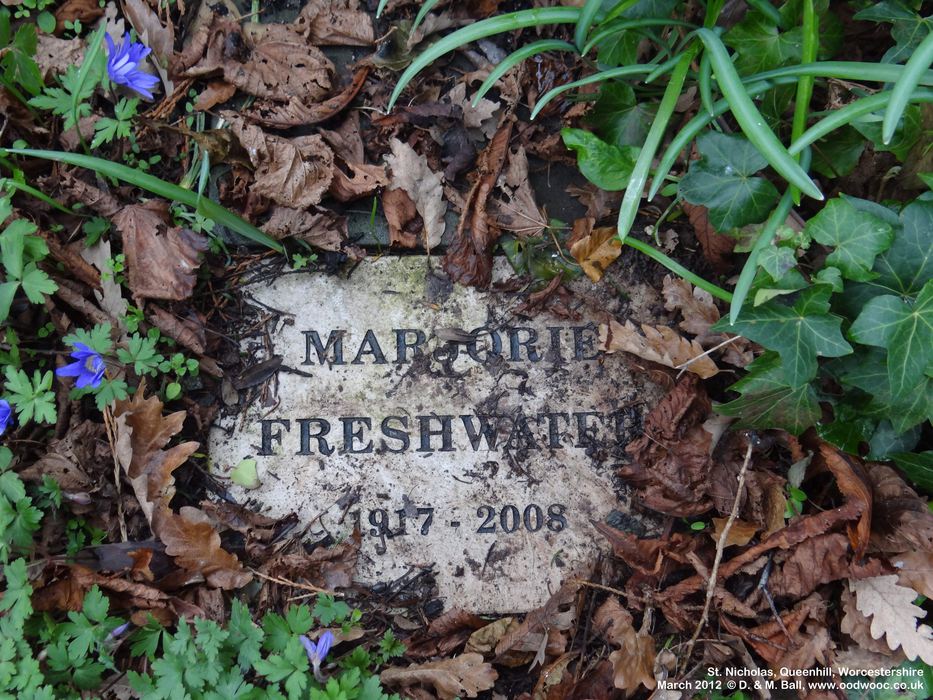 MARJORIE
FRESHWATER
1917 - 2008
St. Nicholas, Queenhill, Worcestershire
March 2012 © D. & M. Ball, www.oodwooc.co.uk